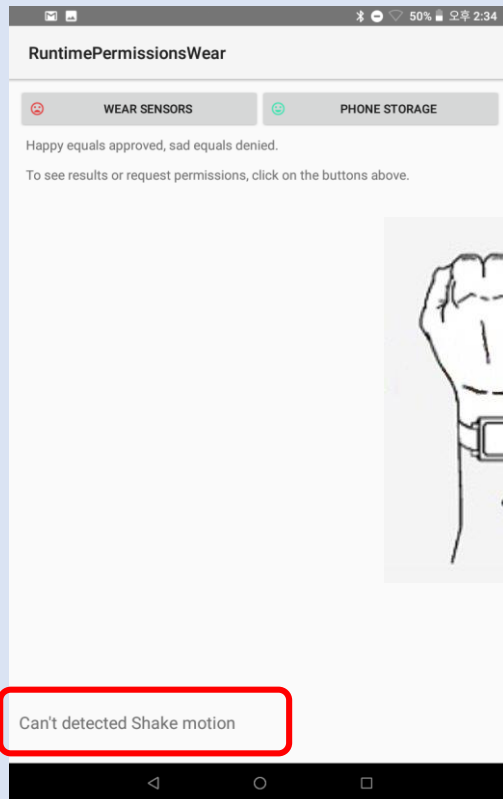 50% 오후 2:34
RuntimePermissionsWear
WEAR SENSORS PHONE STORAGE
Happy equals approved, sad equals denied.
To see results or request permissions, click on the buttons above.
Can't detected Shake motion